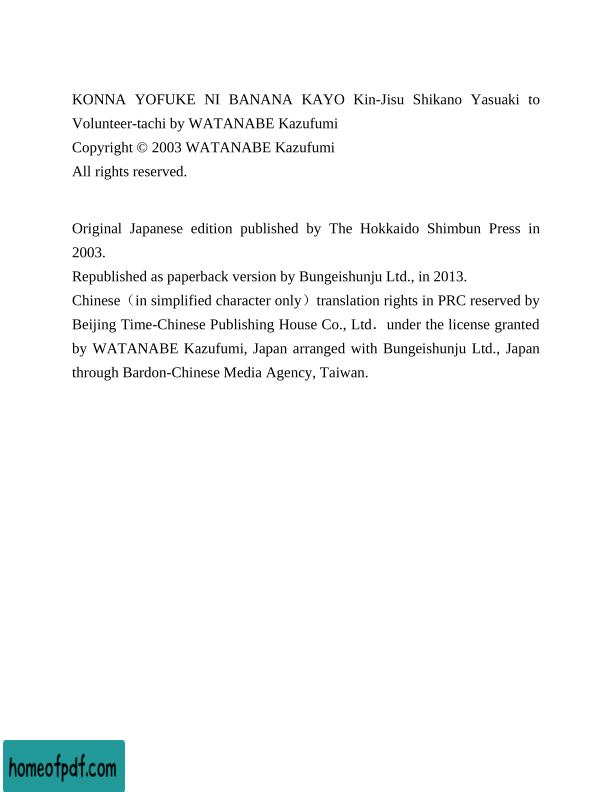 KONNA YOFUKE NI BANANA KAYO Kin-Jisu Shikano Yasuaki to
Volunteer-tachi by WATANABE Kazufumi
Copyright © 2003 WATANABE Kazufumi
All rights reserved.
Original Japanese edition published by The Hokkaido Shimbun Press in
2003.
Republished as paperback version by Bungeishunju Ltd., in 2013.
Chinese（in simplified character only）translation rights in PRC reserved by
Beijing Time-Chinese Publishing House Co., Ltd．under the license granted
by WATANABE Kazufumi, Japan arranged with Bungeishunju Ltd., Japan
through Bardon-Chinese Media Agency, Taiwan.
homeofpdf.com